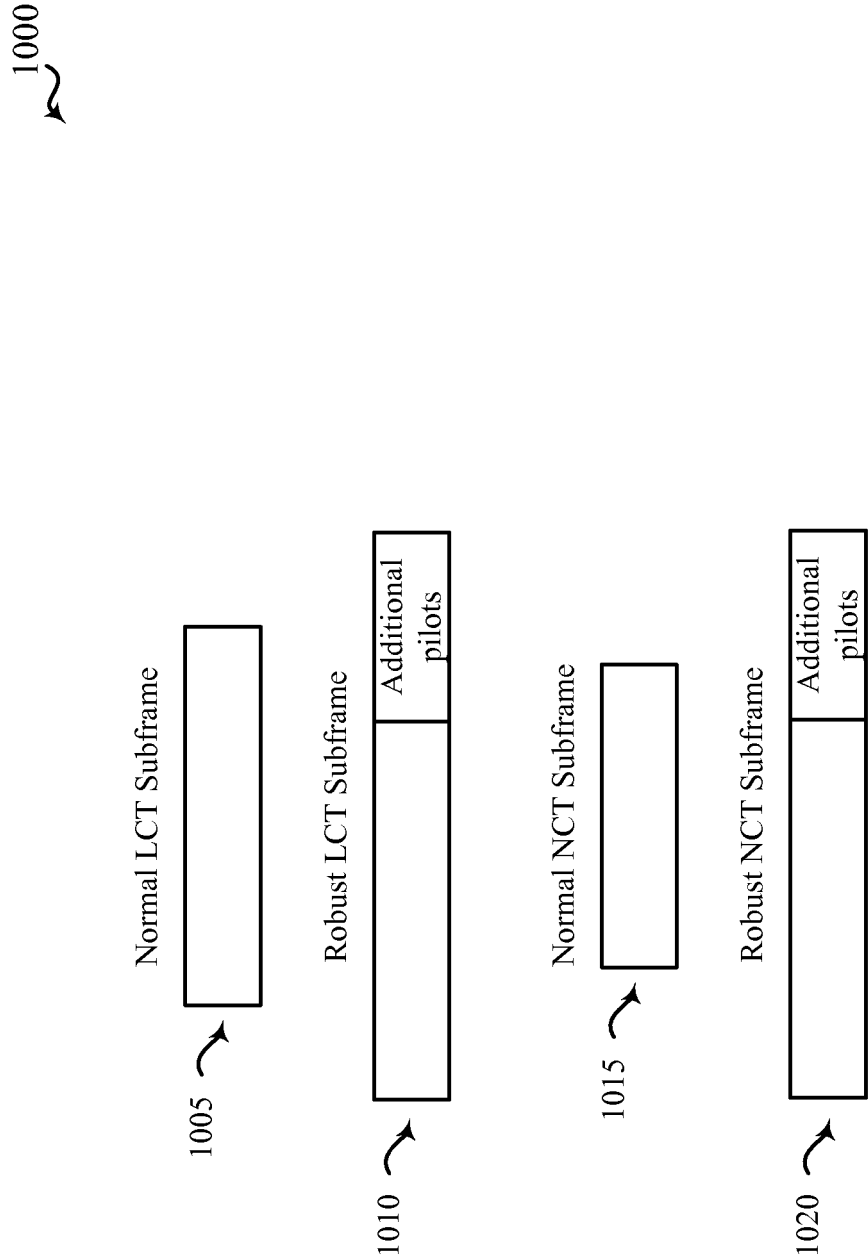 1000
Normal LCT Subframe
1005
Robust LCT Subframe
Additional
pilots
1010
Normal NCT Subframe
1015
Robust NCT Subframe
Additional
pilots
1020